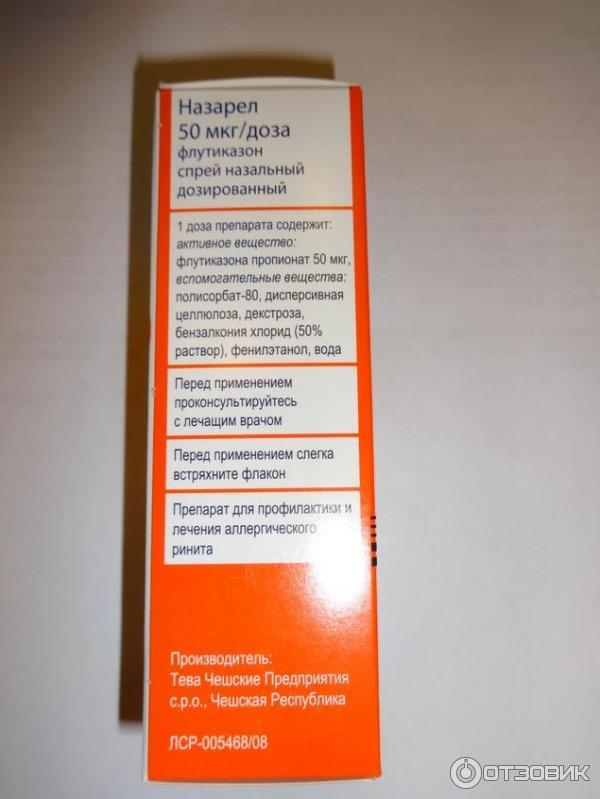 Назарел
50 мкг/доза
флутиказон
спрей назальный
дозированный
1 доза препарата содержит:
активное вещество:
флутиказона пропионат 50 мкг,
вспомогательные вещества:
полисорбат-80, дисперсивная
целлюлоза, декстроза,
бензалкония хлорид (50%
раствор), фенилэтанол, вода
Перед применением
проконсультируйтесь
с лечащим врачом
Перед применением слегка
встряхните флакон
Препарат для профилактики и
лечения аллергического
ринита
Производитель:
Тева Чешские Предприятия
с.р.о., Чешская Республика
ЛСР-005468/08
ОТЗОВИК